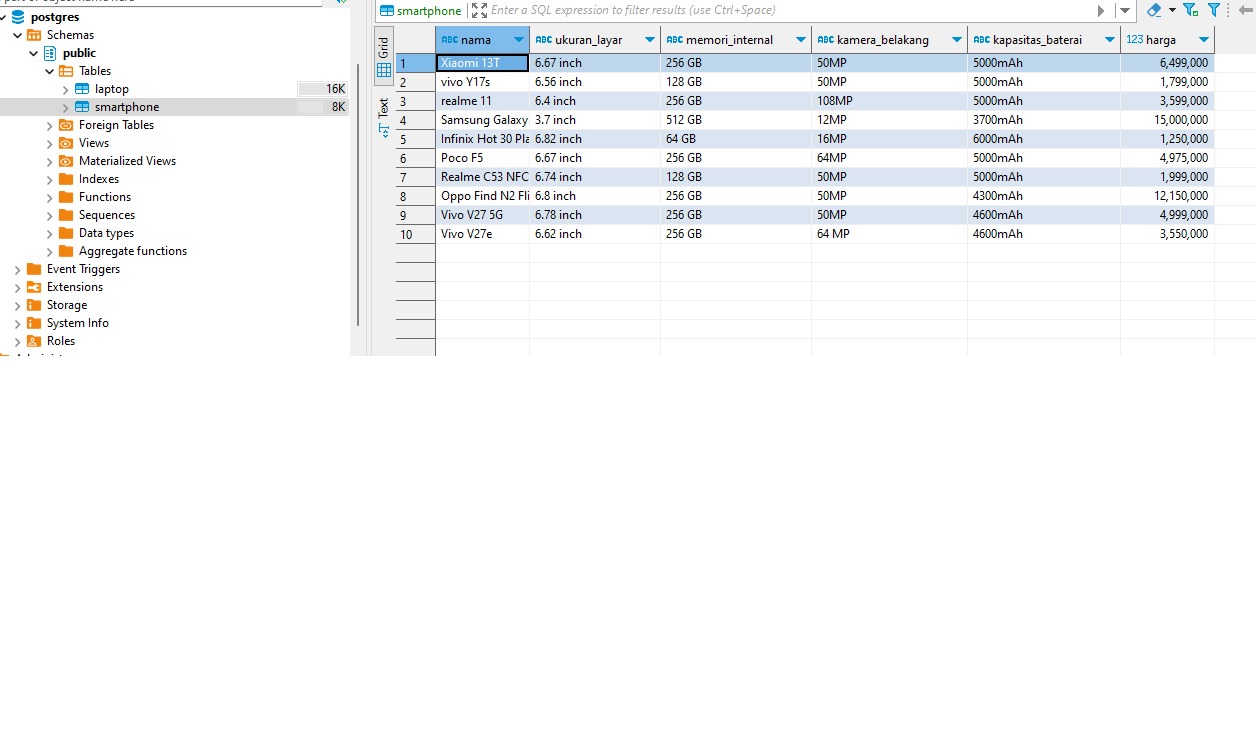 postgres
Schemas
public
Tables
laptop 16K
smartphone 8K
Foreign Tables
Views
Materialized Views
Indexes
Functions
Sequences
Data types
Aggregate functions
Event Triggers
Extensions
Storage
System Info
Roles
smartphone Enter a SQL expression to filter results (use Ctrl+Space)
Grid
Text
ABC nama ABC ukuran_layar ABC memori_internal ABC kamera_belakang ABC kapasitas_baterai 123 harga
1 Xiaomi 13T 6.67 inch 256 GB 50MP 5000mAh 6,499,000
2 vivo Y17s 6.56 inch 128 GB 50MP 5000mAh 1,799,000
3 realme 11 6.4 inch 256 GB 108MP 5000mAh 3,599,000
4 Samsung Galaxy 3.7 inch 512 GB 12MP 3700mAh 15,000,000
5 Infinix Hot 30 Pla 6.82 inch 64 GB 16MP 6000mAh 1,250,000
6 Poco F5 6.67 inch 256 GB 64MP 5000mAh 4,975,000
7 Realme C53 NFC 6.74 inch 128 GB 50MP 5000mAh 1,999,000
8 Oppo Find N2 Fli 6.8 inch 256 GB 50MP 4300mAh 12,150,000
9 Vivo V27 5G 6.78 inch 256 GB 50MP 4600mAh 4,999,000
10 Vivo V27e 6.62 inch 256 GB 64 MP 4600mAh 3,550,000